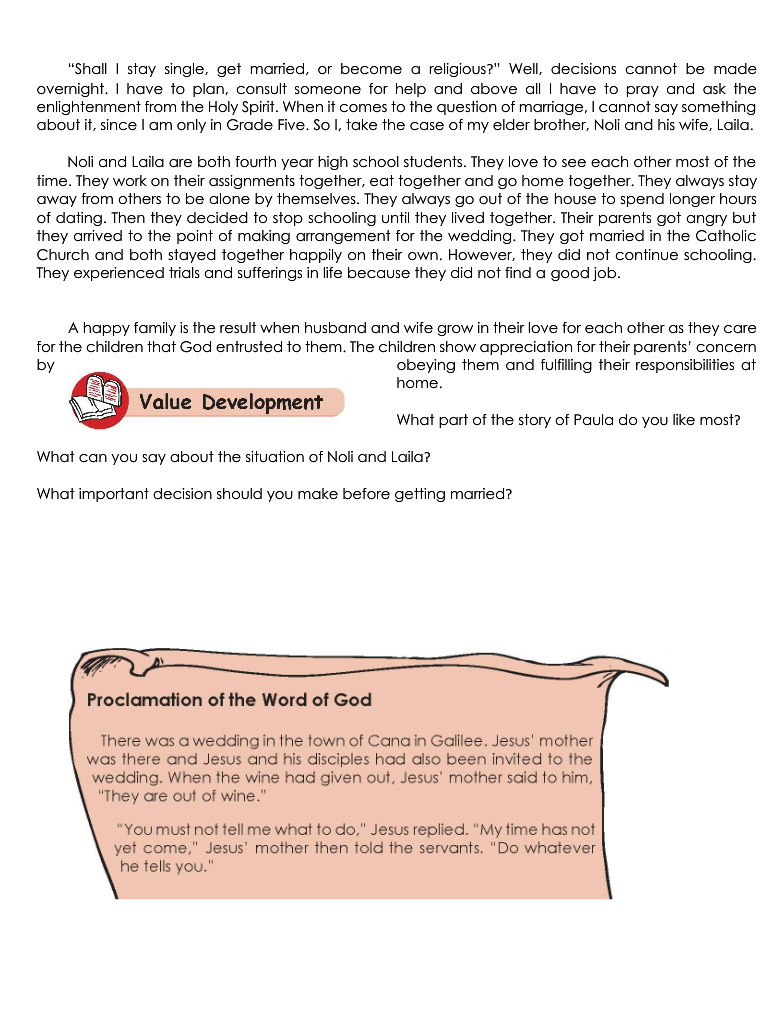 “Shall I stay single, get married, or become a religious?” Well, decisions cannot be made
overnight. I have to plan, consult someone for help and above all I have to pray and ask the
enlightenment from the Holy Spirit. When it comes to the question of marriage, I cannot say something
about it, since I am only in Grade Five. So I, take the case of my elder brother, Noli and his wife, Laila.
Noli and Laila are both fourth year high school students. They love to see each other most of the
time. They work on their assignments together, eat together and go home together. They always stay
away from others to be alone by themselves. They always go out of the house to spend longer hours
of dating. Then they decided to stop schooling until they lived together. Their parents got angry but
they arrived to the point of making arrangement for the wedding. They got married in the Catholic
Church and both stayed together happily on their own. However, they did not continue schooling.
They experienced trials and sufferings in life because they did not find a good job.
A happy family is the result when husband and wife grow in their love for each other as they care
for the children that God entrusted to them. The children show appreciation for their parents’ concern
by obeying them and fulfilling their responsibilities at
home.
Value Development
What part of the story of Paula do you like most?
What can you say about the situation of Noli and Laila?
What important decision should you make before getting married?
Proclamation of the Word of God
There was a wedding in the town of Cana in Galilee. Jesus’ mother
was there and Jesus and his disciples had also been invited to the
wedding. When the wine had given out, Jesus’ mother said to him,
"They are out of wine."
"You must not tell me what to do," Jesus replied. "My time has not
yet come," Jesus’ mother then told the servants. "Do whatever
he tells you."